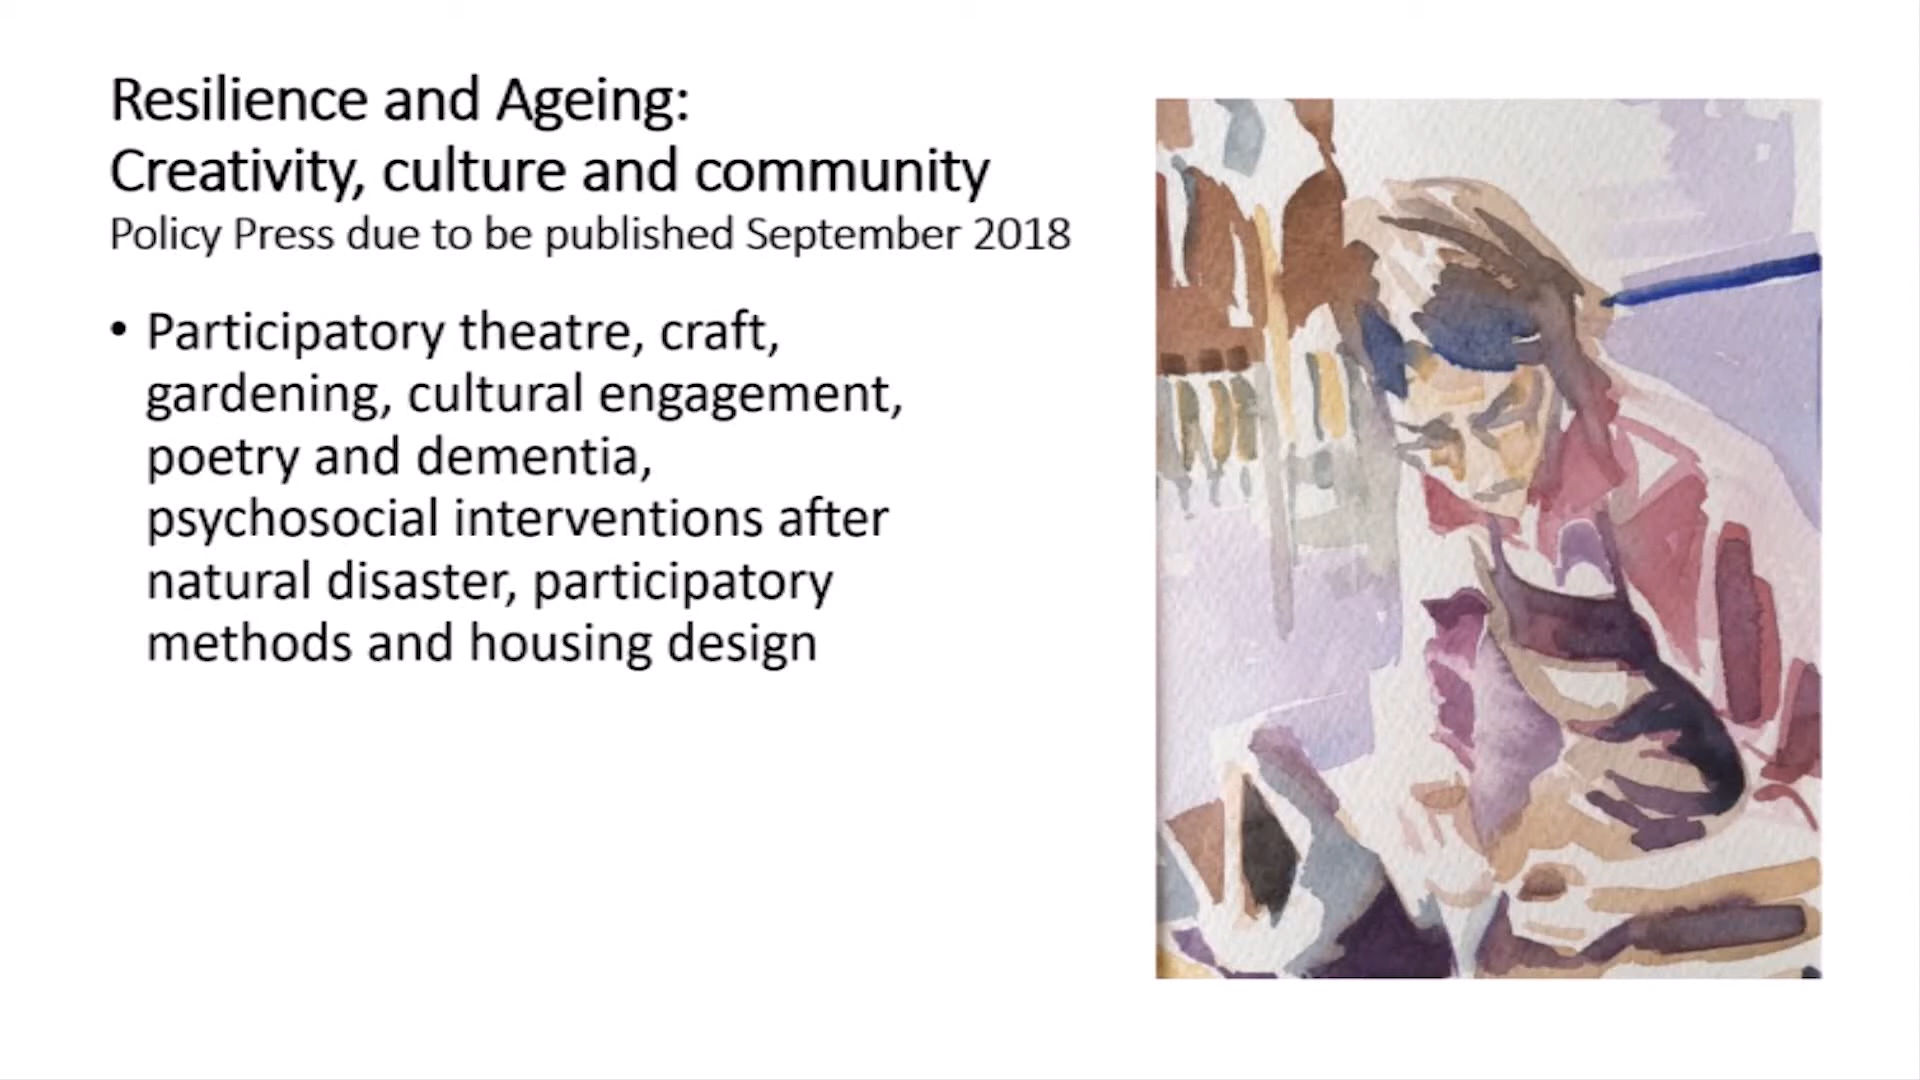 Resilience and Ageing:
Creativity, culture and community
Policy Press due to be published September 2018
• Participatory theatre, craft,
gardening, cultural engagement,
poetry and dementia,
psychosocial interventions after
natural disaster, participatory
methods and housing design